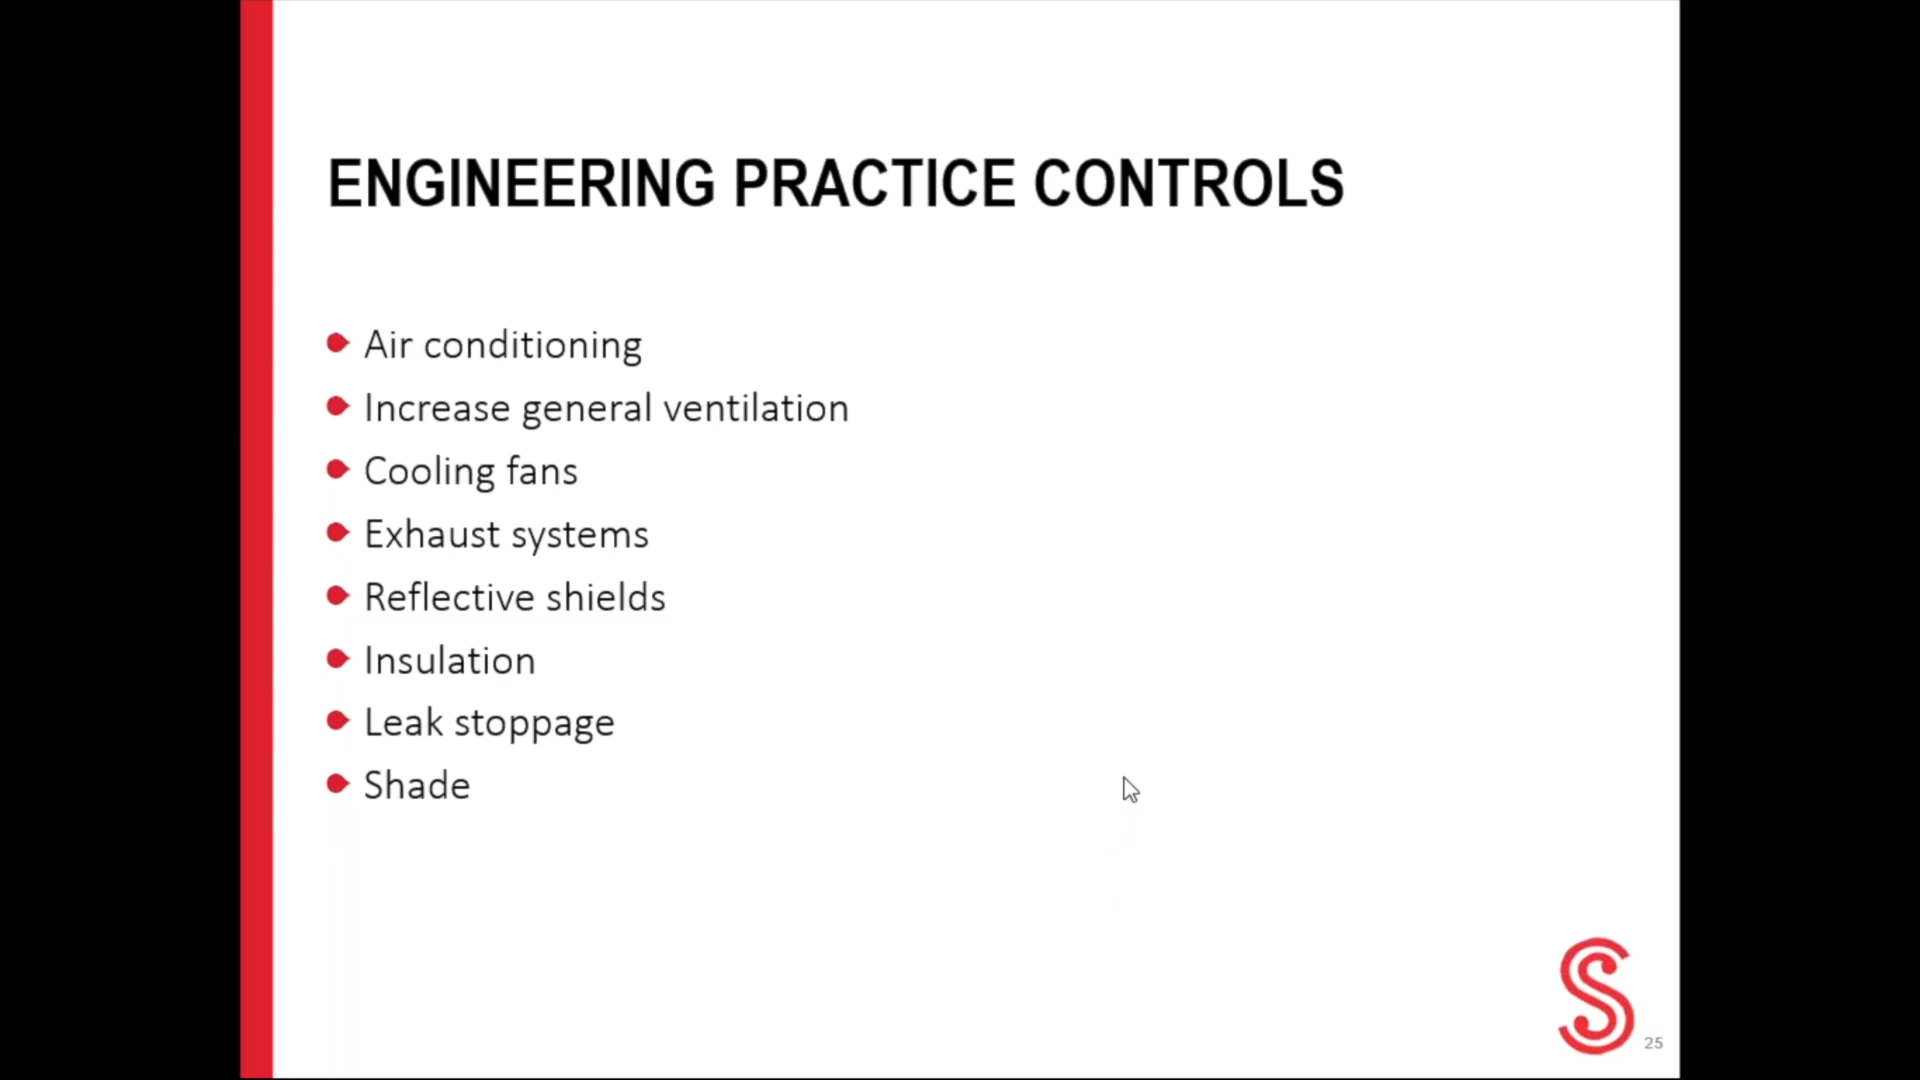 ENGINEERING PRACTICE CONTROLS
Air conditioning
Increase general ventilation
Cooling fans
Exhaust systems
Reflective shields
Insulation
Leak stoppage
Shade
S
25